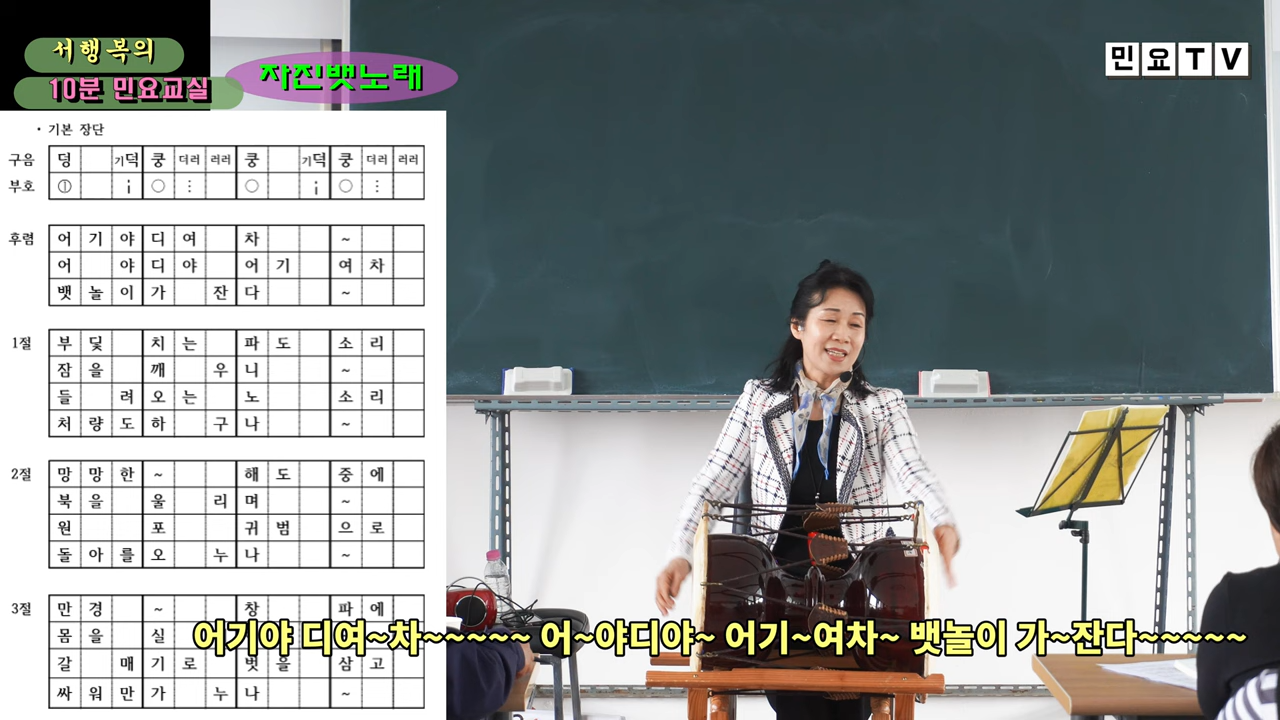 서행복의
10분 민요교실
자진뱃노래
민요TV
· 기본 장단
구음 덩 기덕 쿵 더러 러러 쿵 기덕 쿵 더러 러러
부호
후렴 어 기 야 디 여 차 ~
어 야 디 야 어 기 여 차
뱃 놀 이 가 잔 다 ~
1절 부 딫 치 는 파 도 소 리
잠 을 깨 우 니 ~
들 려 오 는 노 소 리
처 량 도 하 구 나 ~
2절 망 망 한 ~ 해 도 중 에
북 을 울 리 며 ~
원 포 귀 범 으 로
돌 아 를 오 누 나 ~
3절 만 경 ~ 창 파 에
몸 을 실
갈 매 기 로 벗 을 삼 고
싸 워 만 가 누 나 ~
어기야 디여~차~~~~~ 어~야디야~ 어기~여차~ 뱃놀이 가~잔다~~~~~